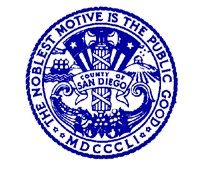 THE NOBLEST MOTIVE IS THE PUBLIC GOOD
COUNTY OF
SAN DIEGO
MDCCCLI